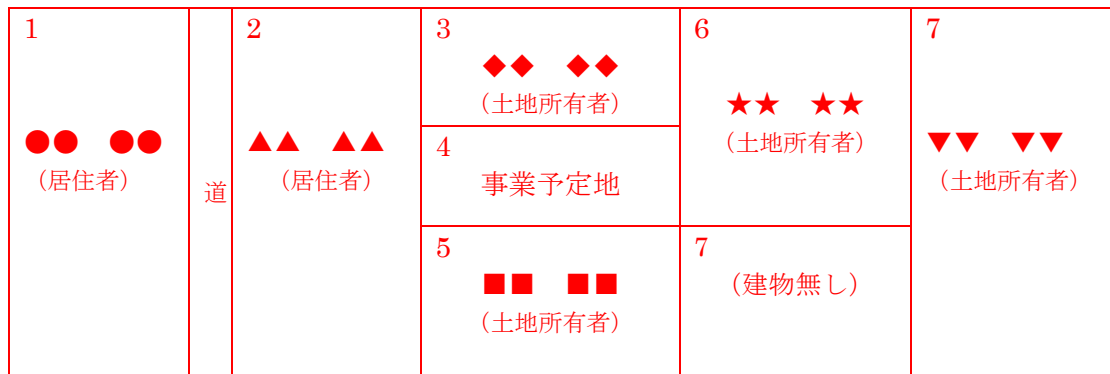 1
●●　●●
（居住者）
道
2
▲▲　▲▲
（居住者）
3
◆◆　◆◆
（土地所有者）
4
事業予定地
5
■■　■■
（土地所有者）
6
★★　★★
（土地所有者）
7
（建物無し）
7
▼▼　▼▼
（土地所有者）